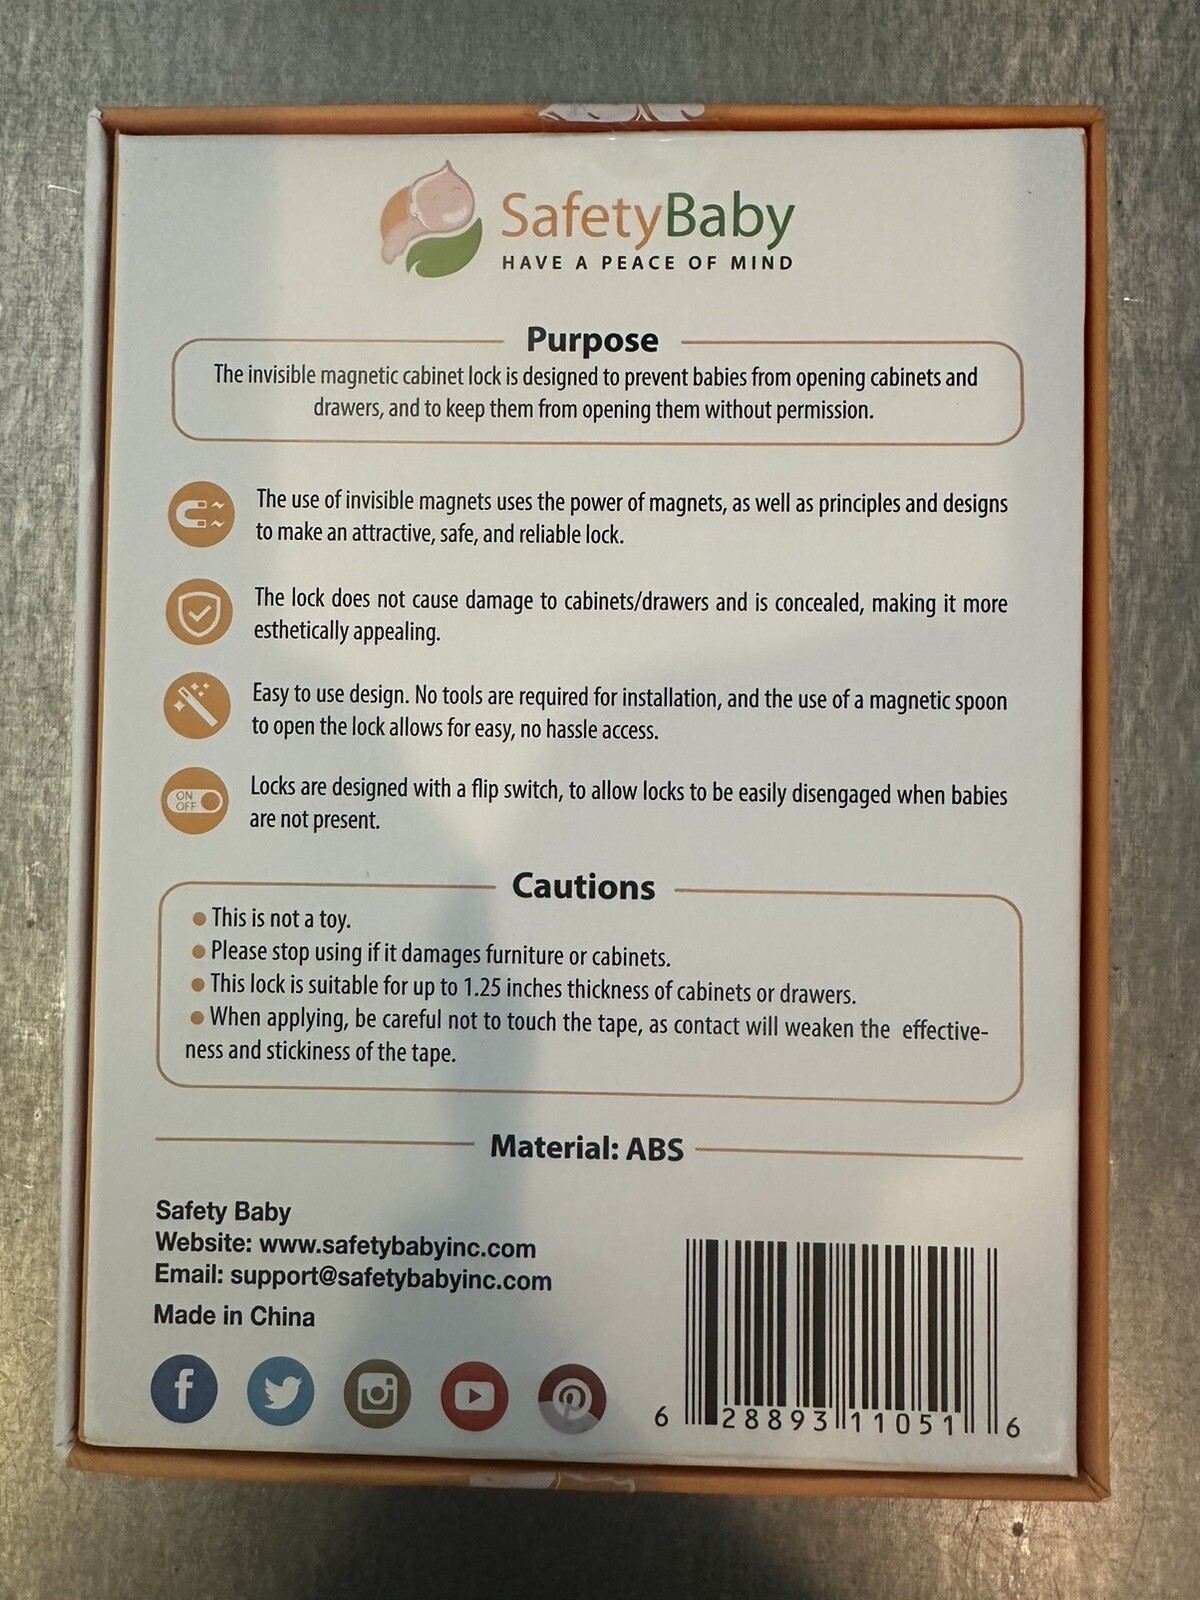 SafetyBaby
HAVE A PEACE OF MIND
Purpose
The invisible magnetic cabinet lock is designed to prevent babies from opening cabinets and
drawers, and to keep them from opening them without permission.
The use of invisible magnets uses the power of magnets, as well as principles and designs
to make an attractive, safe, and reliable lock.
The lock does not cause damage to cabinets/drawers and is concealed, making it more
esthetically appealing.
Easy to use design. No tools are required for installation, and the use of a magnetic spoon
to open the lock allows for easy, no hassle access.
ON
OFF
Locks are designed with a flip switch, to allow locks to be easily disengaged when babies
are not present.
Cautions
● This is not a toy.
● Please stop using if it damages furniture or cabinets.
● This lock is suitable for up to 1.25 inches thickness of cabinets or drawers.
● When applying, be careful not to touch the tape, as contact will weaken the effective-
ness and stickiness of the tape.
Material: ABS
Safety Baby
Website: www.safetybabyinc.com
Email: support@safetybabyinc.com
Made in China
6 28893 11051 6